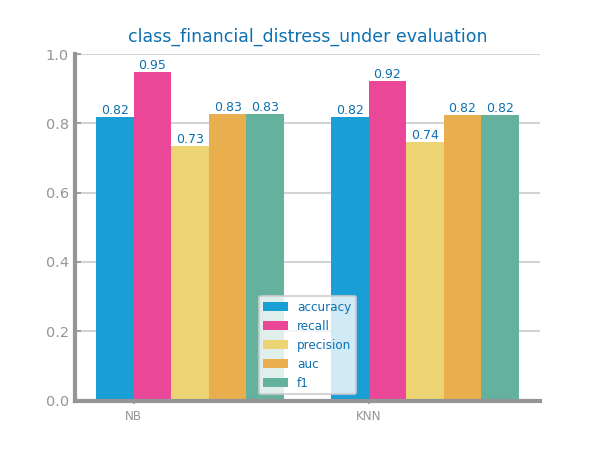 class_financial_distress_under evaluation
1.0
0.8
0.6
0.4
0.2
0.0
0.82
0.95
0.73
0.83
0.83
0.82
0.92
0.74
0.82
0.82
accuracy
recall
precision
auc
f1
NB
KNN